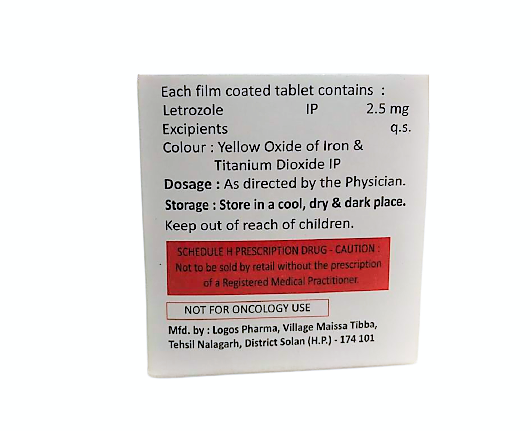 Each film coated tablet contains :
Letrozole IP 2.5 mg
Excipients q.s.
Colour : Yellow Oxide of Iron &
Titanium Dioxide IP
Dosage : As directed by the Physician.
Storage : Store in a cool, dry & dark place.
Keep out of reach of children.
SCHEDULE H PRESCRIPTION DRUG - CAUTION :
Not to be sold by retail without the prescription
of a Registered Medical Practitioner.
NOT FOR ONCOLOGY USE
Mfd. by : Logos Pharma, Village Maissa Tibba,
Tehsil Nalagarh, District Solan (H.P.) - 174 101